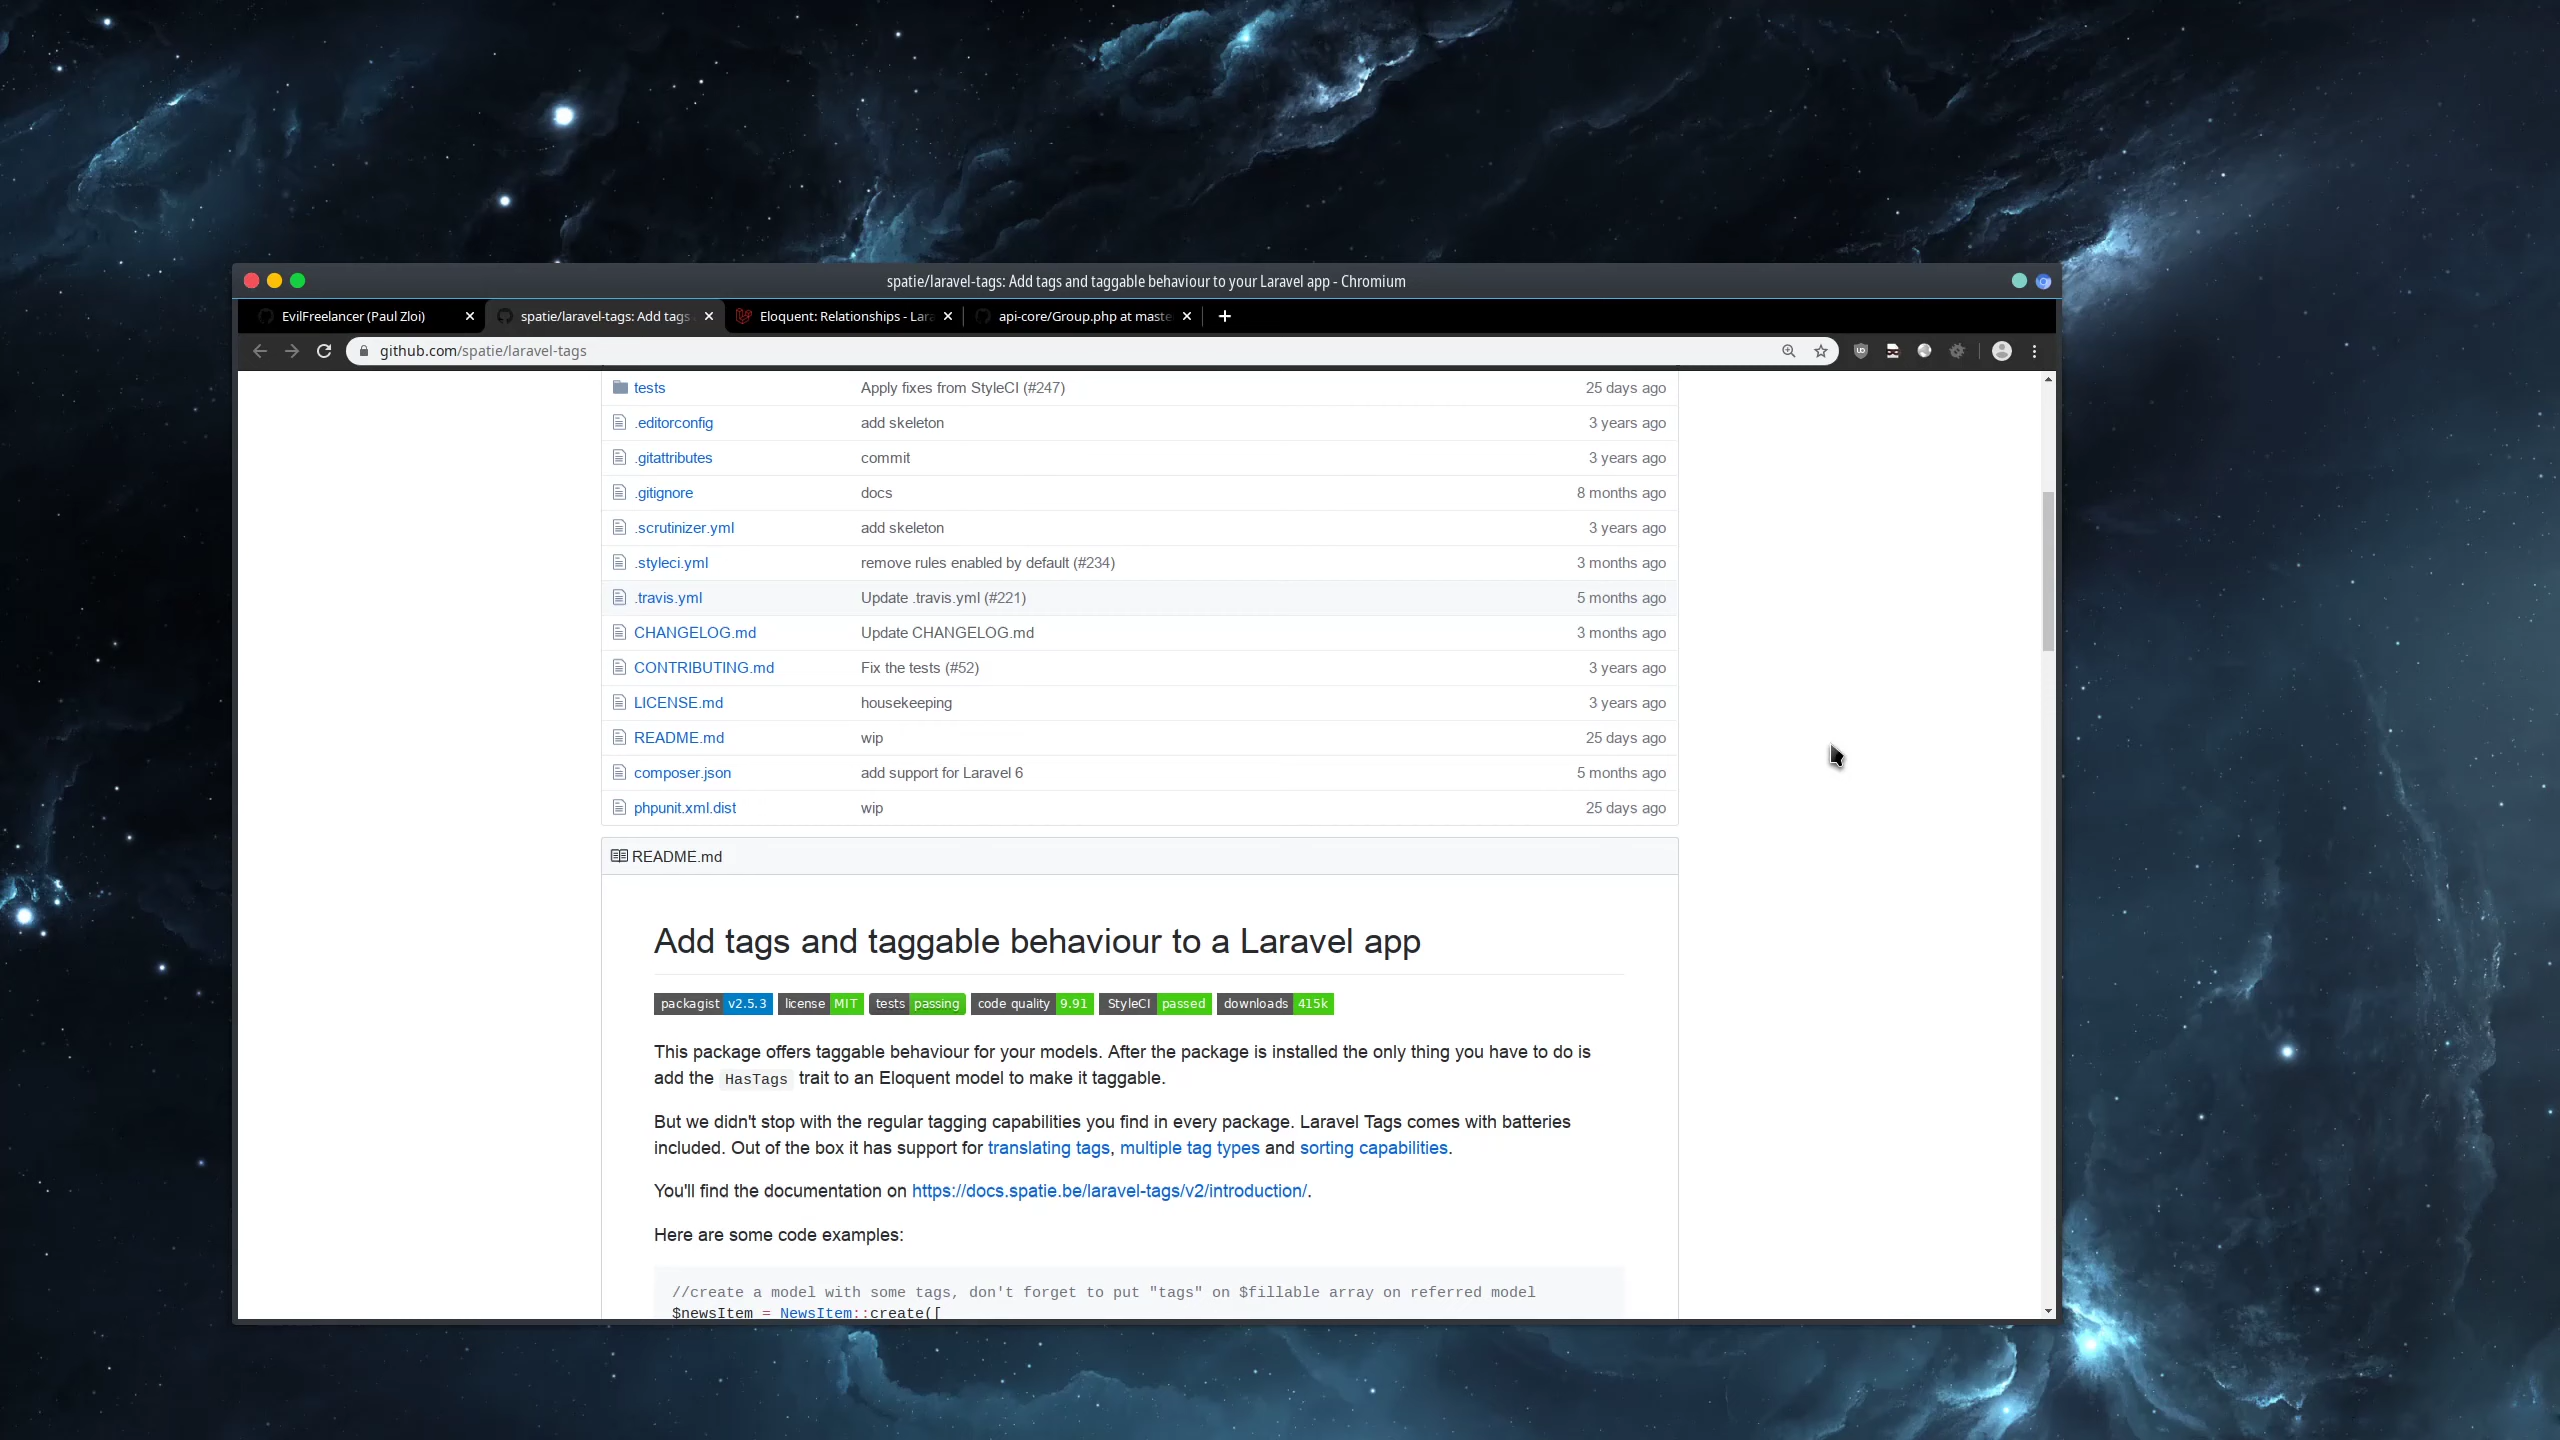 spatie/laravel-tags: Add tags and taggable behaviour to your Laravel app - Chromium
EvilFreelancer (Paul Zloi)
spatie/laravel-tags: Add tags
Eloquent: Relationships - Lara
api-core/Group.php at maste
github.com/spatie/laravel-tags
tests Apply fixes from StyleCI (#247) 25 days ago
.editorconfig add skeleton 3 years ago
.gitattributes commit 3 years ago
.gitignore docs 8 months ago
.scrutinizer.yml add skeleton 3 years ago
.styleci.yml remove rules enabled by default (#234) 3 months ago
.travis.yml Update .travis.yml (#221) 5 months ago
CHANGELOG.md Update CHANGELOG.md 3 months ago
CONTRIBUTING.md Fix the tests (#52) 3 years ago
LICENSE.md housekeeping 3 years ago
README.md wip 25 days ago
composer.json add support for Laravel 6 5 months ago
phpunit.xml.dist wip 25 days ago
README.md
Add tags and taggable behaviour to a Laravel app
packagist v2.5.3 license MIT tests passing code quality 9.91 StyleCI passed downloads 415k
This package offers taggable behaviour for your models. After the package is installed the only thing you have to do is
add the HasTags trait to an Eloquent model to make it taggable.
But we didn't stop with the regular tagging capabilities you find in every package. Laravel Tags comes with batteries
included. Out of the box it has support for translating tags, multiple tag types and sorting capabilities.
You'll find the documentation on https://docs.spatie.be/laravel-tags/v2/introduction/.
Here are some code examples:
//create a model with some tags, don't forget to put "tags" on $fillable array on referred model
$newsItem = NewsItem::create([